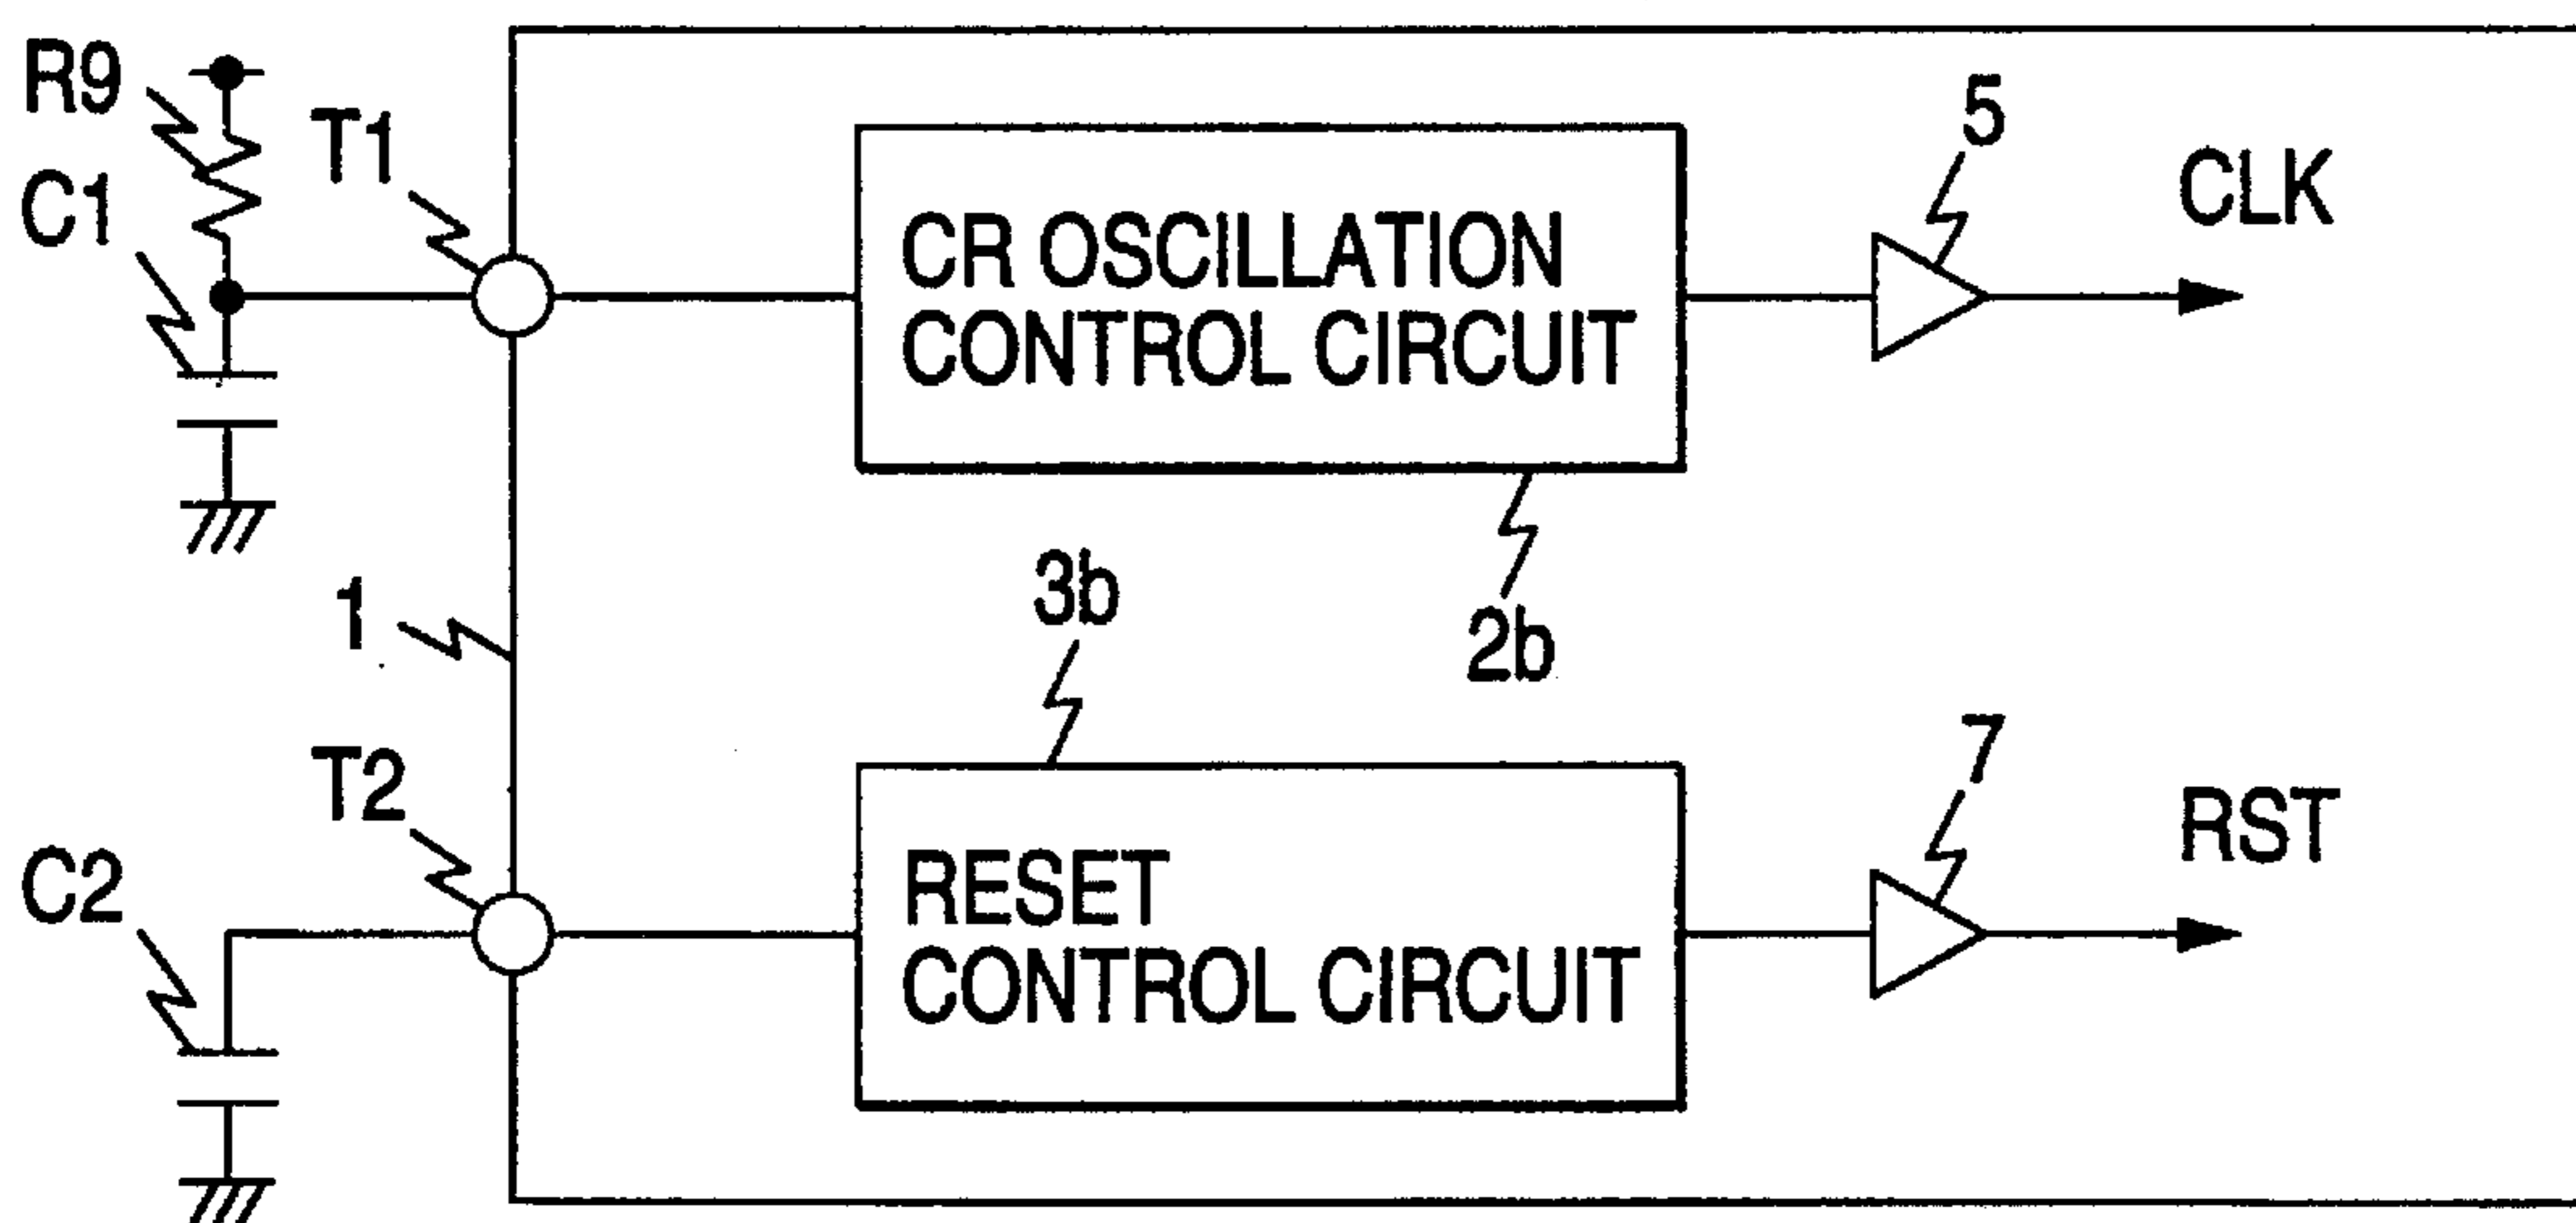 R9
C1
T1
CR OSCILLATION
CONTROL CIRCUIT
5
CLK
1
3b
2b
T2
C2
RESET
CONTROL CIRCUIT
7
RST